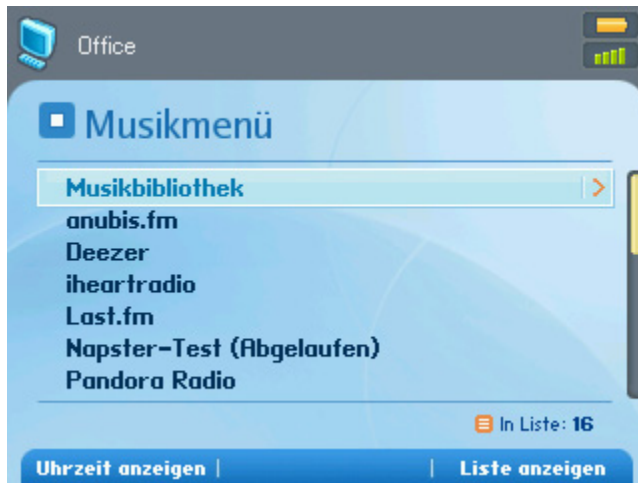 Office
Musikmenü
Musikbibliothek
anubis.fm
Deezer
iheartradio
Last.fm
Napster-Test (Abgelaufen)
Pandora Radio
In Liste: 16
Uhrzeit anzeigen
Liste anzeigen